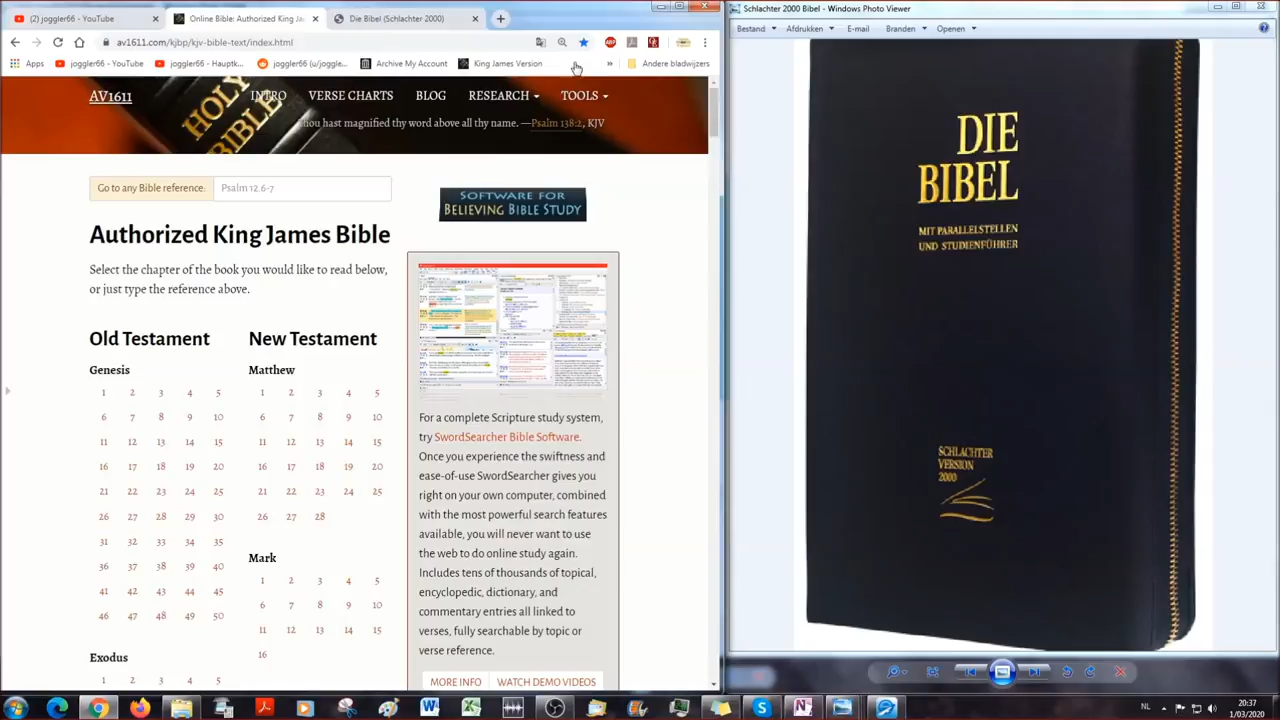 (2) joggler66 - YouTube
Online Bible: Authorized King Ja
Die Bibel (Schlachter 2000)
av1611.com/kjbp/kjv-bible-text/index.html
Apps
joggler66 - YouTube
joggler66 - Hauptk...
joggler66 (u/joggle...
Archive My Account
King James Version
»
Andere bladwijzers
HOLY BIBLE
AV1611
INTRO
VERSE CHARTS
BLOG
RESEARCH
TOOLS
hou hast magnified thy word above all thy name. —Psalm 138:2, KJV
Go to any Bible reference:
Psalm 12.6-7
SOFTWARE FOR
BELIEVING BIBLE STUDY
Authorized King James Bible
Select the chapter of the book you would like to read below,
or just type the reference above.
Old Testament
Genesis
1 2 3 4 5
6 7 8 9 10
11 12 13 14 15
16 17 18 19 20
21 22 23 24 25
26 27 28 29 30
31 32 33 34 35
36 37 38 39 40
41 42 43 44 45
46 47 48 49 50
Exodus
1 2 3 4 5
New Testament
Matthew
1 2 3 4 5
6 7 8 9 10
11 12 13 14 15
16 17 18 19 20
21 22 23 24 25
26 27 28
Mark
1 2 3 4 5
6 7 8 9 10
11 12 13 14 15
16
For a complete Scripture study system,
try SwordSearcher Bible Software.
Once you experience the swiftness and
ease-of-use SwordSearcher gives you
right on your own computer, combined
with the most powerful search features
available, you will never want to use
the web to do online study again.
Includes tens of thousands of topical,
encyclopedic, dictionary, and
commentary entries all linked to
verses, fully searchable by topic or
verse reference.
MORE INFO
WATCH DEMO VIDEOS
Schlachter 2000 Bibel - Windows Photo Viewer
Bestand
Afdrukken
E-mail
Branden
Openen
DIE
BIBEL
MIT PARALLELSTELLEN
UND STUDIENFÜHRER
SCHLACHTER
VERSION
2000
NL
20:37
1/03/2020